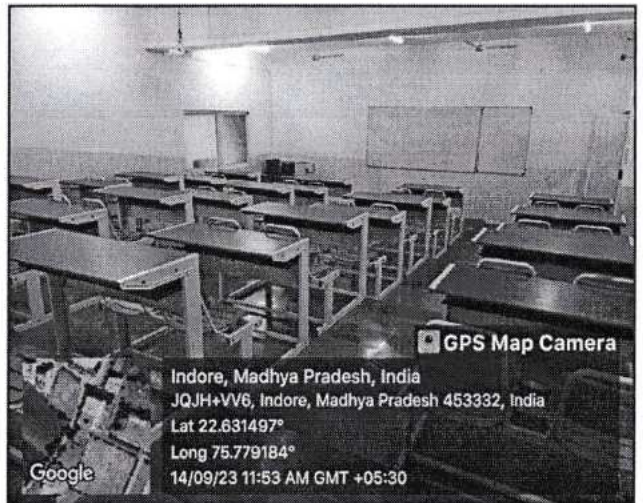 GPS Map Camera
Indore, Madhya Pradesh, India
JQJH+VV6, Indore, Madhya Pradesh 453332, India
Lat 22.631497°
Long 75.779184°
14/09/23 11:53 AM GMT +05:30
Google